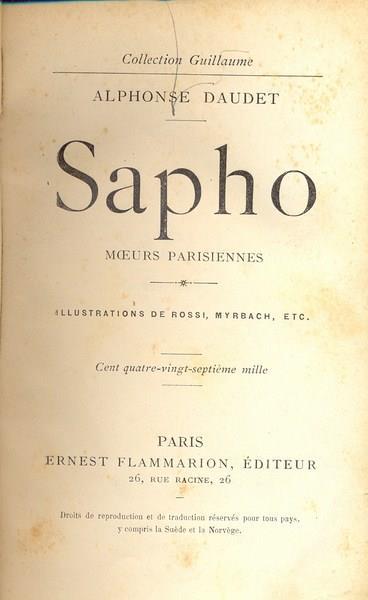 Collection Guillaume
ALPHONSE DAUDET
Sapho
MŒURS PARISIENNES
ILLUSTRATIONS DE ROSSI, MYRBACH, ETC.
Cent quatre-vingt-septième mille
PARIS
ERNEST FLAMMARION, ÉDITEUR
26, RUE RACINE, 26
Droits de reproduction et de traduction réservés pour tous pays,
y compris la Suède et la Norvège.